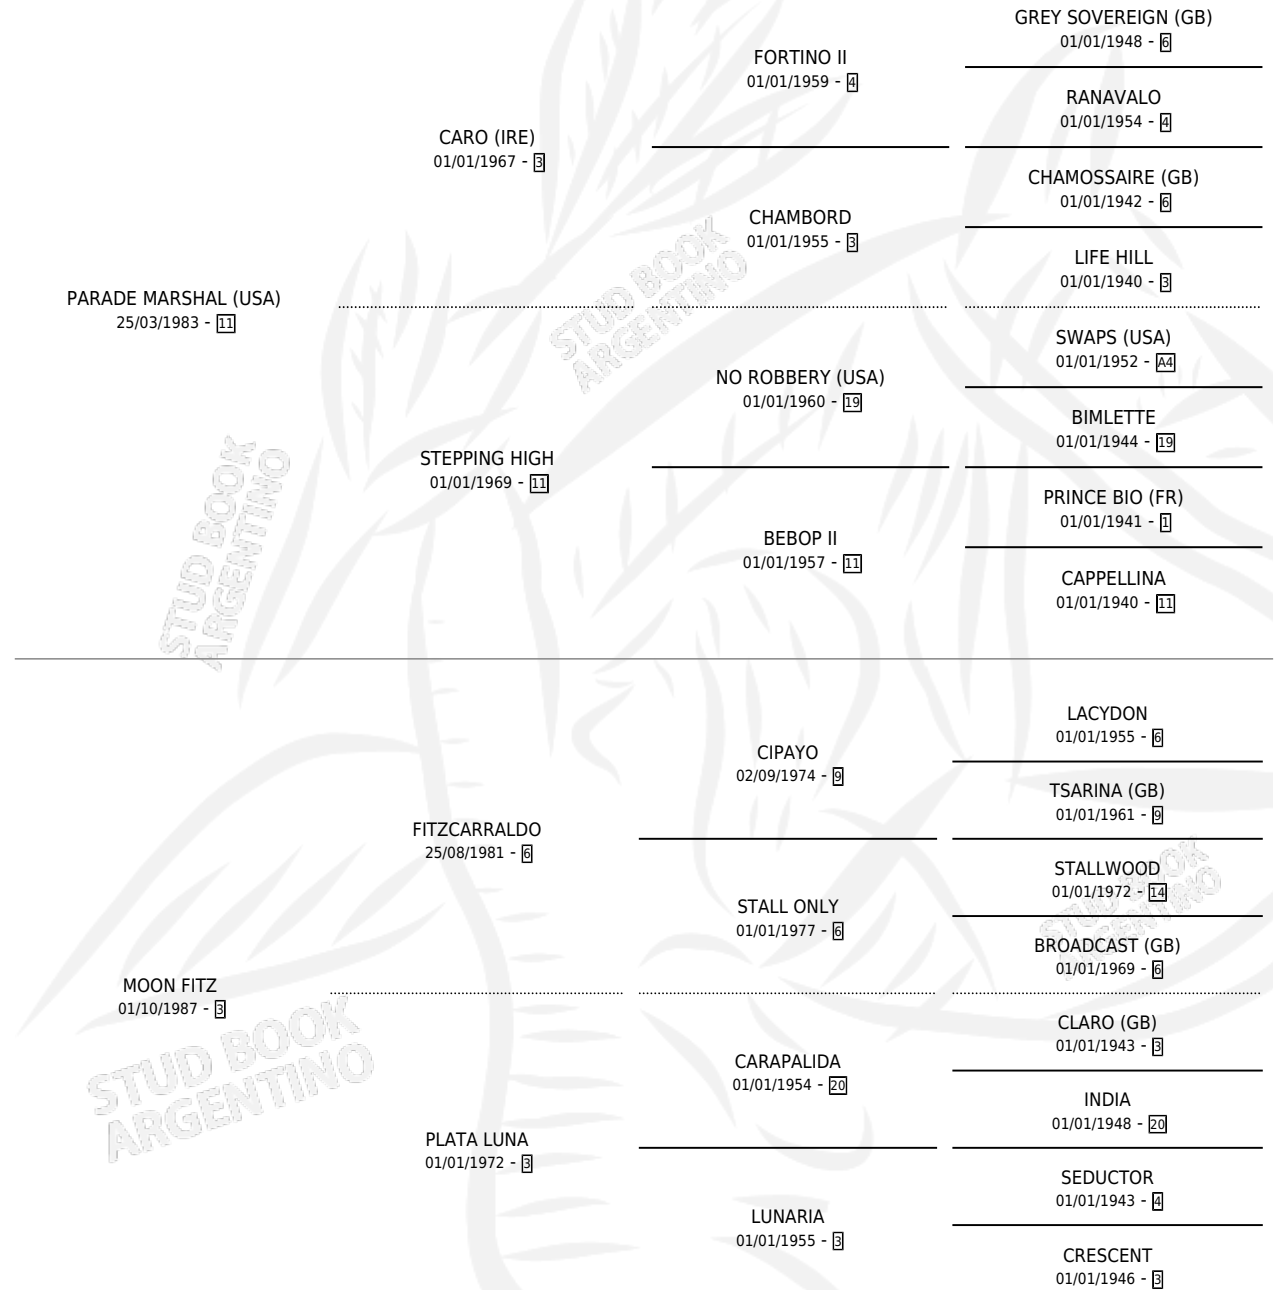 GREY SOVEREIGN (GB)
01/01/1948 - 6
FORTINO II
01/01/1959 - 4
RANAVALO
01/01/1954 - 4
CARO (IRE)
01/01/1967 - 3
CHAMOSSAIRE (GB)
01/01/1942 - 6
CHAMBORD
01/01/1955 - 3
LIFE HILL
01/01/1940 - 3
PARADE MARSHAL (USA)
25/03/1983 - 11
SWAPS (USA)
01/01/1952 - A4
NO ROBBERY (USA)
01/01/1960 - 19
BIMLETTE
01/01/1944 - 19
STEPPING HIGH
01/01/1969 - 11
PRINCE BIO (FR)
01/01/1941 - 1
BEBOP II
01/01/1957 - 11
CAPPELLINA
01/01/1940 - 11
LACYDON
01/01/1955 - 6
CIPAYO
02/09/1974 - 9
TSARINA (GB)
01/01/1961 - 9
FITZCARRALDO
25/08/1981 - 6
STALLWOOD
01/01/1972 - 14
STALL ONLY
01/01/1977 - 6
BROADCAST (GB)
01/01/1969 - 6
MOON FITZ
01/10/1987 - 3
CLARO (GB)
01/01/1943 - 3
CARAPALIDA
01/01/1954 - 20
INDIA
01/01/1948 - 20
PLATA LUNA
01/01/1972 - 3
SEDUCTOR
01/01/1943 - 4
LUNARIA
01/01/1955 - 3
CRESCENT
01/01/1946 - 3
STUD BOOK
ARGENTINO
STUD BOOK
ARGENTINO
STUD BOOK
ARGENTINO
STUD BOOK
ARGENTINO